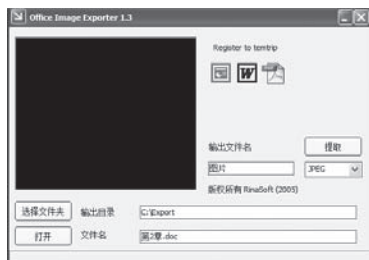 Office Image Exporter 1.3
Register to temtrip
W
输出文件名
提取
图片
JPEG
版权所有 RinaSoft (2005)
选择文件夹
输出目录
C:\Export
打开
文件名
第2章.doc